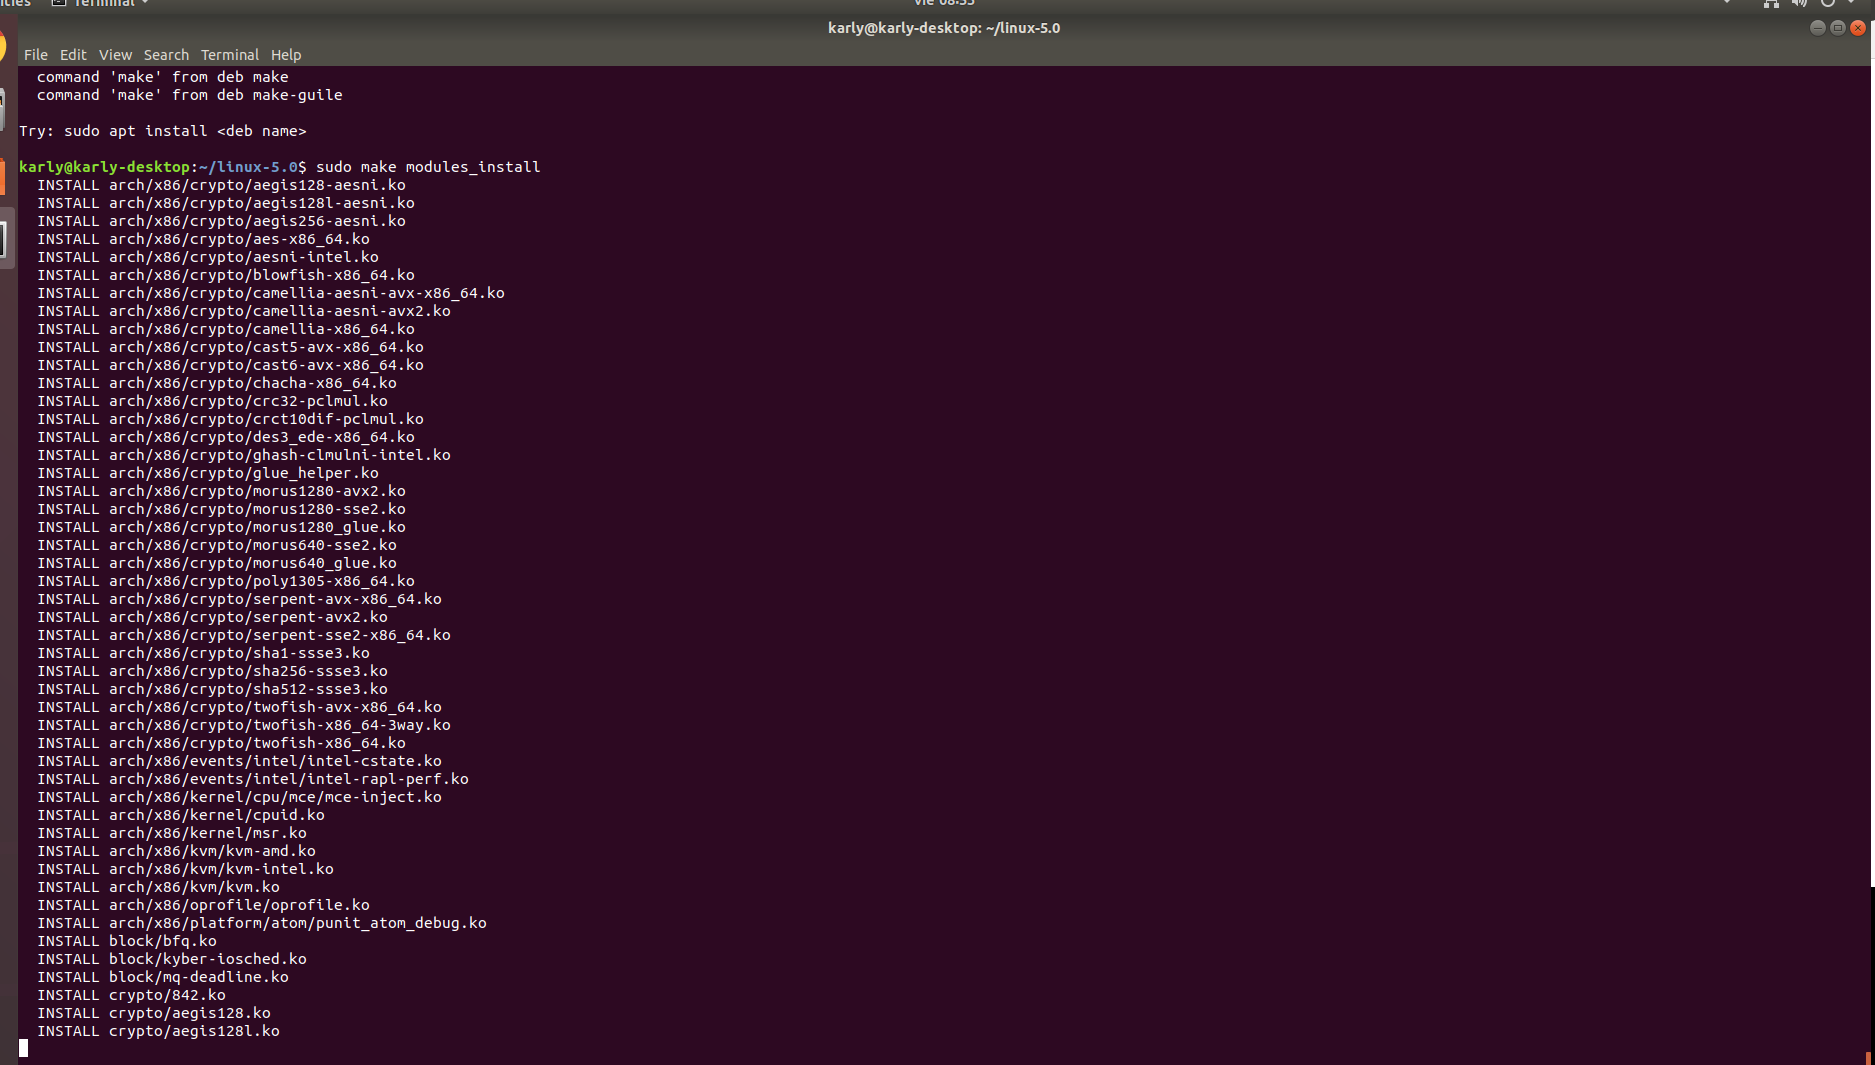 Terminal
vie 08:35
karly@karly-desktop: ~/linux-5.0
File Edit View Search Terminal Help
command 'make' from deb make
command 'make' from deb make-guile
Try: sudo apt install <deb name>
karly@karly-desktop:~/linux-5.0$ sudo make modules_install
INSTALL arch/x86/crypto/aegis128-aesni.ko
INSTALL arch/x86/crypto/aegis128l-aesni.ko
INSTALL arch/x86/crypto/aegis256-aesni.ko
INSTALL arch/x86/crypto/aes-x86_64.ko
INSTALL arch/x86/crypto/aesni-intel.ko
INSTALL arch/x86/crypto/blowfish-x86_64.ko
INSTALL arch/x86/crypto/camellia-aesni-avx-x86_64.ko
INSTALL arch/x86/crypto/camellia-aesni-avx2.ko
INSTALL arch/x86/crypto/camellia-x86_64.ko
INSTALL arch/x86/crypto/cast5-avx-x86_64.ko
INSTALL arch/x86/crypto/cast6-avx-x86_64.ko
INSTALL arch/x86/crypto/chacha-x86_64.ko
INSTALL arch/x86/crypto/crc32-pclmul.ko
INSTALL arch/x86/crypto/crct10dif-pclmul.ko
INSTALL arch/x86/crypto/des3_ede-x86_64.ko
INSTALL arch/x86/crypto/ghash-clmulni-intel.ko
INSTALL arch/x86/crypto/glue_helper.ko
INSTALL arch/x86/crypto/morus1280-avx2.ko
INSTALL arch/x86/crypto/morus1280-sse2.ko
INSTALL arch/x86/crypto/morus1280_glue.ko
INSTALL arch/x86/crypto/morus640-sse2.ko
INSTALL arch/x86/crypto/morus640_glue.ko
INSTALL arch/x86/crypto/poly1305-x86_64.ko
INSTALL arch/x86/crypto/serpent-avx-x86_64.ko
INSTALL arch/x86/crypto/serpent-avx2.ko
INSTALL arch/x86/crypto/serpent-sse2-x86_64.ko
INSTALL arch/x86/crypto/sha1-ssse3.ko
INSTALL arch/x86/crypto/sha256-ssse3.ko
INSTALL arch/x86/crypto/sha512-ssse3.ko
INSTALL arch/x86/crypto/twofish-avx-x86_64.ko
INSTALL arch/x86/crypto/twofish-x86_64-3way.ko
INSTALL arch/x86/crypto/twofish-x86_64.ko
INSTALL arch/x86/events/intel/intel-cstate.ko
INSTALL arch/x86/events/intel/intel-rapl-perf.ko
INSTALL arch/x86/kernel/cpu/mce/mce-inject.ko
INSTALL arch/x86/kernel/cpuid.ko
INSTALL arch/x86/kernel/msr.ko
INSTALL arch/x86/kvm/kvm-amd.ko
INSTALL arch/x86/kvm/kvm-intel.ko
INSTALL arch/x86/kvm/kvm.ko
INSTALL arch/x86/oprofile/oprofile.ko
INSTALL arch/x86/platform/atom/punit_atom_debug.ko
INSTALL block/bfq.ko
INSTALL block/kyber-iosched.ko
INSTALL block/mq-deadline.ko
INSTALL crypto/842.ko
INSTALL crypto/aegis128.ko
INSTALL crypto/aegis128l.ko